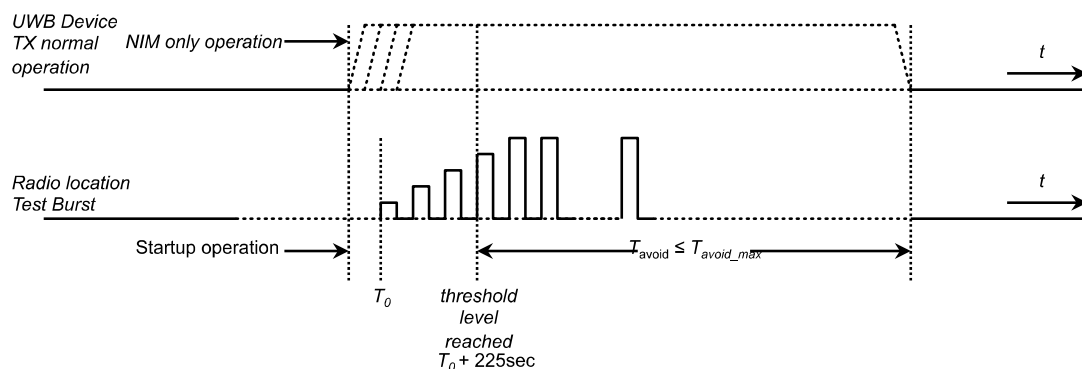 UWB Device
TX normal
operation
NIM only operation
t
Radio location
Test Burst
t
Startup operation
Tavoid ≤ Tavoid_max
T0
threshold
level
reached
T0 + 225sec